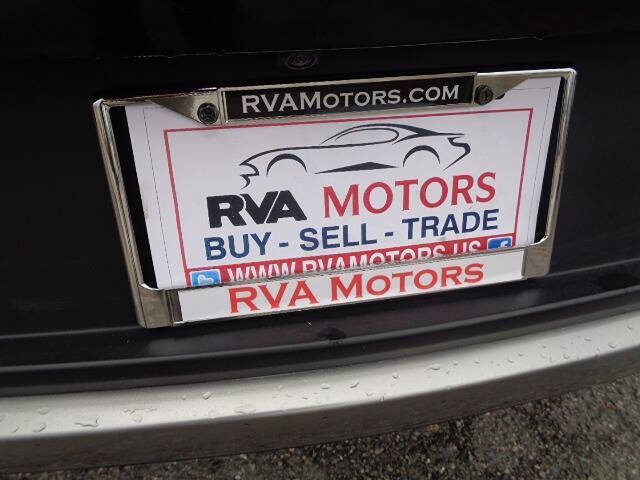 RVAMOTORS.COM
RVA MOTORS
BUY - SELL - TRADE
WWW.RVAMOTORS.US
RVA MOTORS